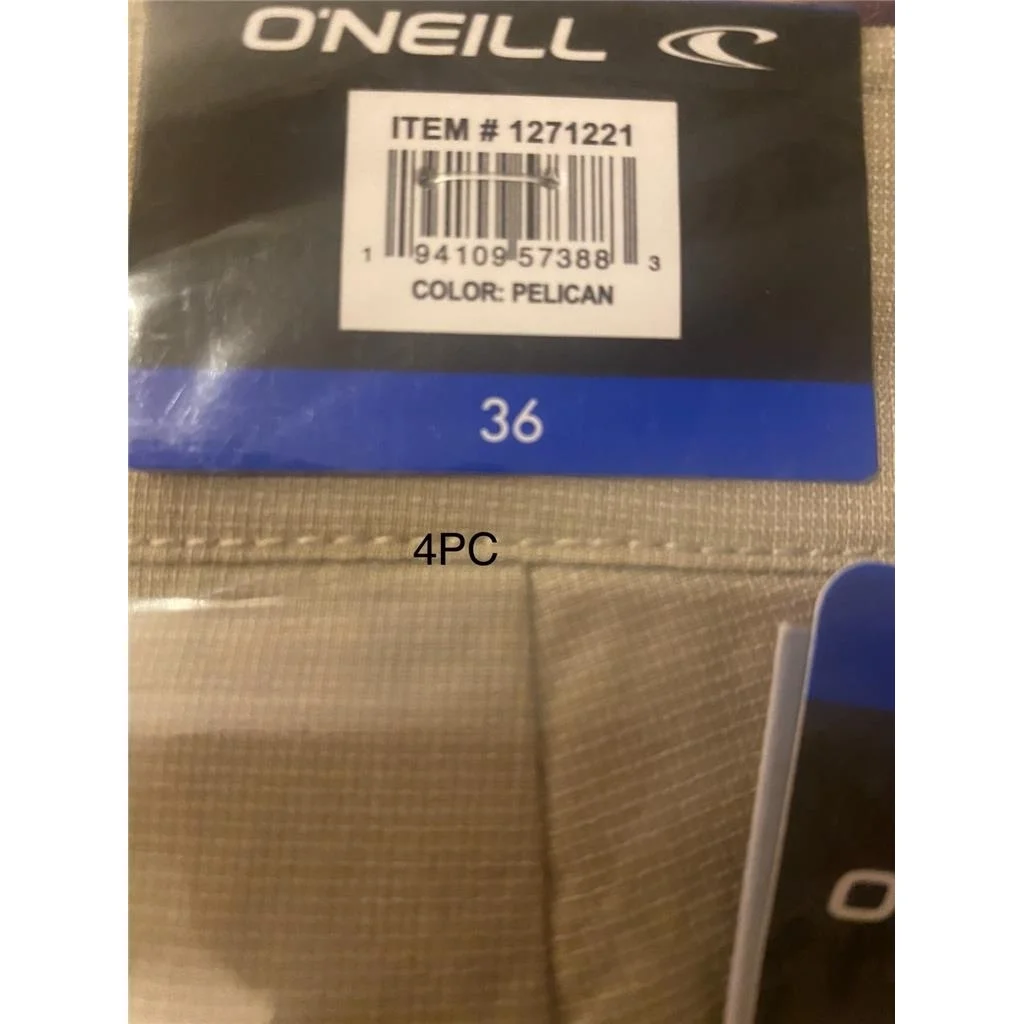 O'NEILL
ITEM # 1271221
1 94109 57388 3
COLOR: PELICAN
36
4PC
O